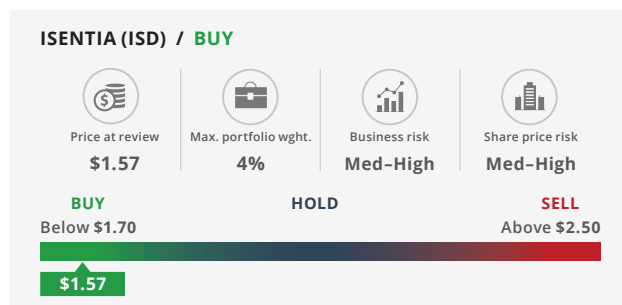 ISENTIA (ISD) / BUY
Price at review
$1.57
Max. portfolio wght.
4%
Business risk
Med–High
Share price risk
Med–High
BUY
Below $1.70
HOLD
SELL
Above $2.50
$1.57